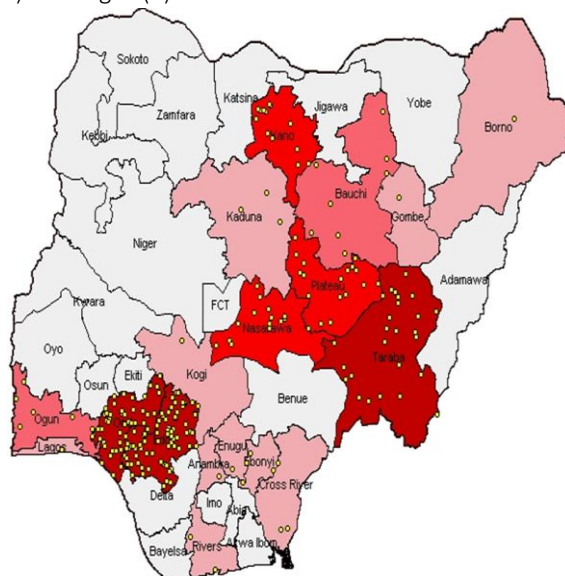 Sokoto
Katsina
Yobe
Jigawa
Zamfara
Borno
Kebbi
Kano
Bauchi
Kaduna
Gombe
Niger
Adamawa
FCT
Plateau
Kwara
Nasarawa
Oyo
Taraba
Ekiti
Kogi
Osun
Benue
Ogun
Enugu
Lagos
Ebonyi
Anambra
Cross River
Delta
Imo
Abia
Bayelsa
Rivers
Akwa Ibom